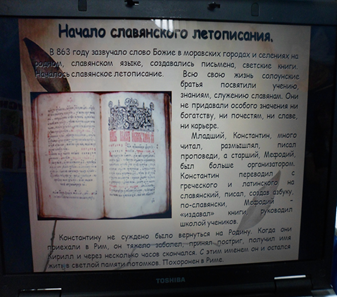 Начало славянского летописания.
В 863 году зазвучало слово Божие в моравских городах и селениях на
родном, славянском языке, создавались письмена, светские книги.
Началось славянское летописание.
Всю свою жизнь солоунские
братья посвятили учению,
знаниям, служению славянам. Они
не придавали особого значения ни
богатству, ни почестям, ни славе,
ни карьере.
Младший, Константин, много
читал, размышлял, писал
проповеди, а старший, Мефодий,
был больше организатором.
Константин переводил с
греческого и латинского на
славянский, писал, создав азбуку,
по-славянски, Мефодий -
«издавал» книги, руководил
школой учеников.
Константину не суждено было вернуться на Родину. Когда они
приехали в Рим, он тяжело заболел, принял постриг, получил имя
Кирилл и через несколько часов скончался. С этим именем он и остался
жить в светлой памяти потомков. Похоронен в Риме.
TOSHIBA